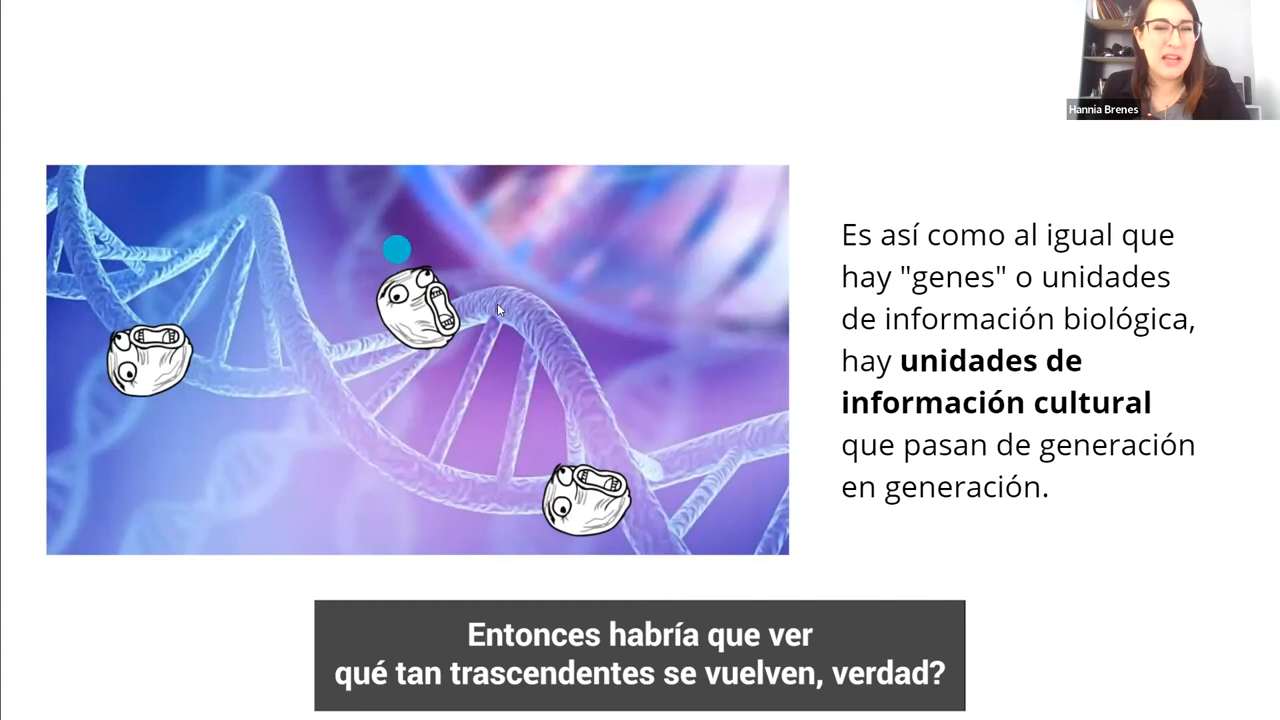 Hannia Brenes
Es así como al igual que
hay "genes" o unidades
de información biológica,
hay unidades de
información cultural
que pasan de generación
en generación.
Entonces habría que ver
qué tan trascendentes se vuelven, verdad?